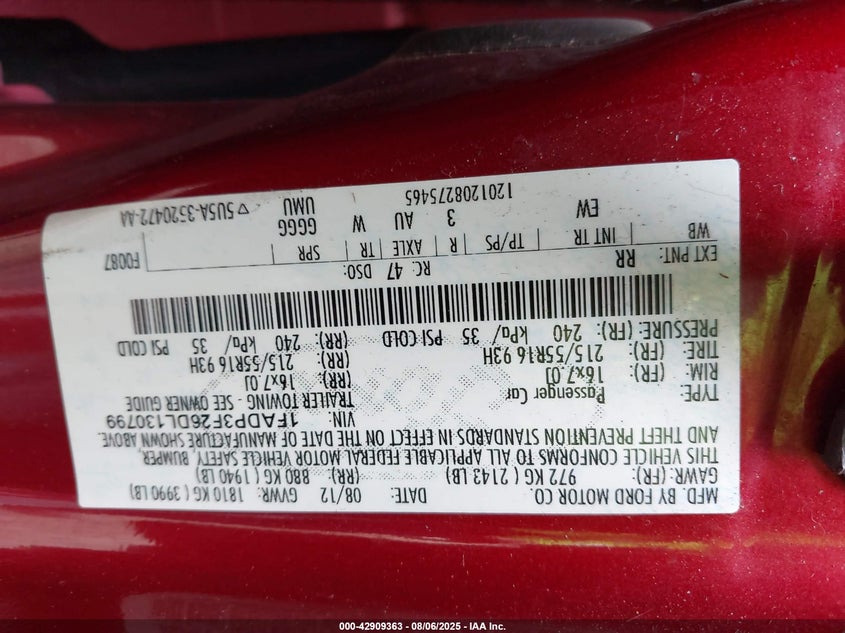 MFD. BY FORD MOTOR CO.
DATE: 08/12 GVWR: 1810 KG ( 3990 LB)
GAWR: (FR): 972 KG ( 2143 LB) (RR): 880 KG ( 1940 LB)
THIS VEHICLE CONFORMS TO ALL APPLICABLE FEDERAL MOTOR VEHICLE SAFETY, BUMPER,
AND THEFT PREVENTION STANDARDS IN EFFECT ON THE DATE OF MANUFACTURE SHOWN ABOVE.
VIN: 1FADP3F26DL130799
TYPE: Passenger Car TRAILER TOWING - SEE OWNER GUIDE
RIM: (FR): 16x7.0J (RR): 16x7.0J
TIRE: (FR): 215/55R16 93H (RR): 215/55R16 93H
PRESSURE: (FR): 240 kPa/ 35 PSI COLD (RR): 240 kPa/ 35 PSI COLD
EXT PNT: RR RC: 47 DSO: F0087
WB INT TR TP/PS R AXLE TR SPR
EW 3 AU W GGGG UMU
1201208275465 5U5A-3520472-AA
000-42909363 - 08/06/2025 - IAA Inc.